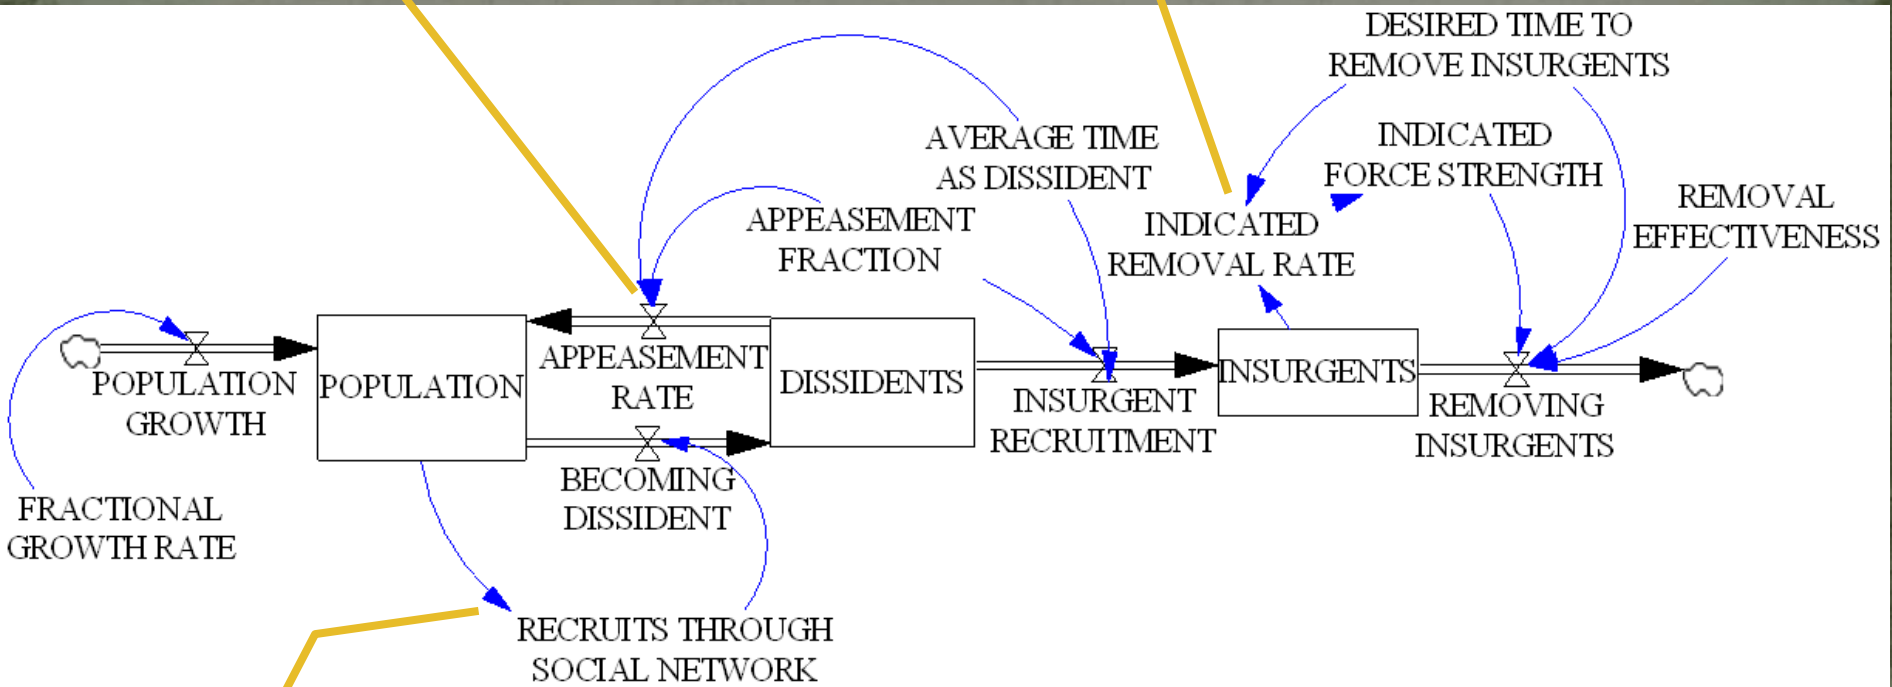 DESIRED TIME TO
REMOVE INSURGENTS
AVERAGE TIME
AS DISSIDENT
INDICATED
FORCE STRENGTH
APPEASEMENT
FRACTION
INDICATED
REMOVAL RATE
REMOVAL
EFFECTIVENESS
POPULATION
GROWTH
POPULATION
APPEASEMENT
RATE
DISSIDENTS
INSURGENT
RECRUITMENT
INSURGENTS
REMOVING
INSURGENTS
BECOMING
DISSIDENT
FRACTIONAL
GROWTH RATE
RECRUITS THROUGH
SOCIAL NETWORK